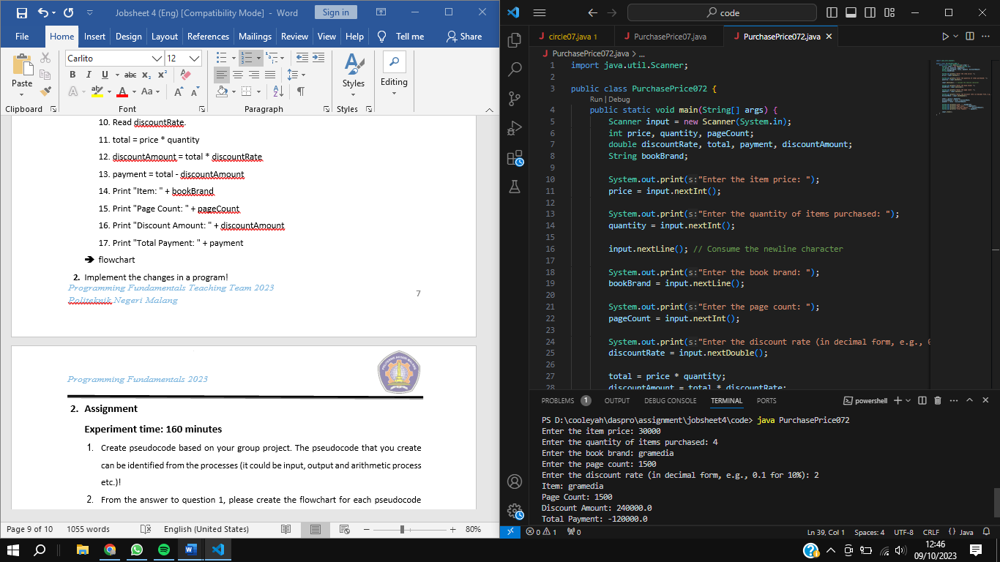 Jobsheet 4 (Eng) [Compatibility Mode] - Word
Sign in
File Home Insert Design Layout References Mailings Review View Help Tell me Share
Paste
Clipboard
Carlito 12
B I U abc x₂ x²
A A Aa A A
Font
Paragraph
Styles
Styles
Editing
10. Read discountRate.
11. total = price * quantity
12. discountAmount = total * discountRate
13. payment = total - discountAmount
14. Print "Item: " + bookBrand
15. Print "Page Count: " + pageCount
16. Print "Discount Amount: " + discountAmount
17. Print "Total Payment: " + payment
➔ flowchart
2. Implement the changes in a program!
Programming Fundamentals Teaching Team 2023
Politeknik Negeri Malang
7
Programming Fundamentals 2023
2. Assignment
Experiment time: 160 minutes
1. Create pseudocode based on your group project. The pseudocode that you create
can be identified from the processes (it could be input, output and arithmetic process
etc.)!
2. From the answer to question 1, please create the flowchart for each pseudocode
Page 9 of 10 1055 words English (United States) 80%
code
circle07.java 1 PurchasePrice07.java PurchasePrice072.java
PurchasePrice072.java > ...
1 import java.util.Scanner;
2
3 public class PurchasePrice072 {
Run | Debug
4 public static void main(String[] args) {
5 Scanner input = new Scanner(System.in);
6 int price, quantity, pageCount;
7 double discountRate, total, payment, discountAmount;
8 String bookBrand;
9
10 System.out.print(s:"Enter the item price: ");
11 price = input.nextInt();
12
13 System.out.print(s:"Enter the quantity of items purchased: ");
14 quantity = input.nextInt();
15
16 input.nextLine(); // Consume the newline character
17
18 System.out.print(s:"Enter the book brand: ");
19 bookBrand = input.nextLine();
20
21 System.out.print(s:"Enter the page count: ");
22 pageCount = input.nextInt();
23
24 System.out.print(s:"Enter the discount rate (in decimal form, e.g., 0
25 discountRate = input.nextDouble();
26
27 total = price * quantity;
28 discountAmount = total * discountRate;
PROBLEMS 1 OUTPUT DEBUG CONSOLE TERMINAL PORTS powershell
PS D:\cooleyah\daspro\assignment\jobsheet4\code> java PurchasePrice072
Enter the item price: 30000
Enter the quantity of items purchased: 4
Enter the book brand: gramedia
Enter the page count: 1500
Enter the discount rate (in decimal form, e.g., 0.1 for 10%): 2
Item: gramedia
Page Count: 1500
Discount Amount: 240000.0
Total Payment: -120000.0
0 1 0 Ln 39, Col 1 Spaces: 4 UTF-8 CRLF {} Java
12:46
09/10/2023